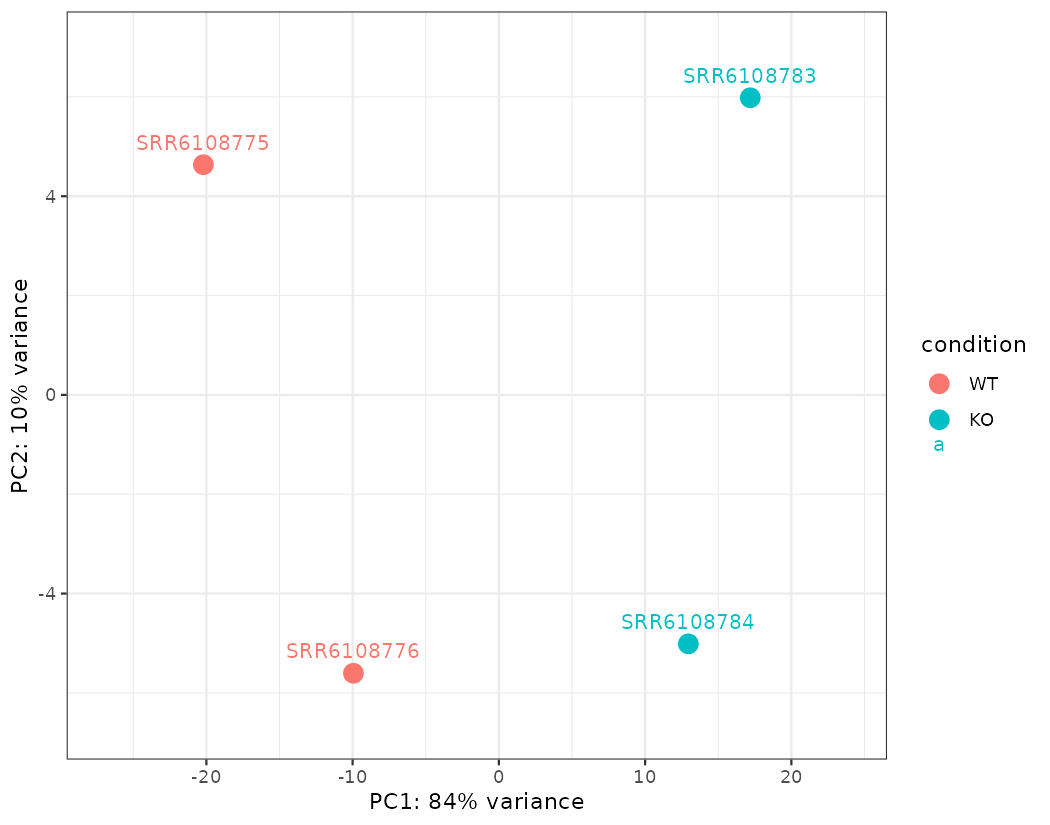 SRR6108783
SRR6108775
4
0
-4
SRR6108784
SRR6108776
-20 -10 0 10 20
PC1: 84% variance
PC2: 10% variance
condition
WT
KO
a